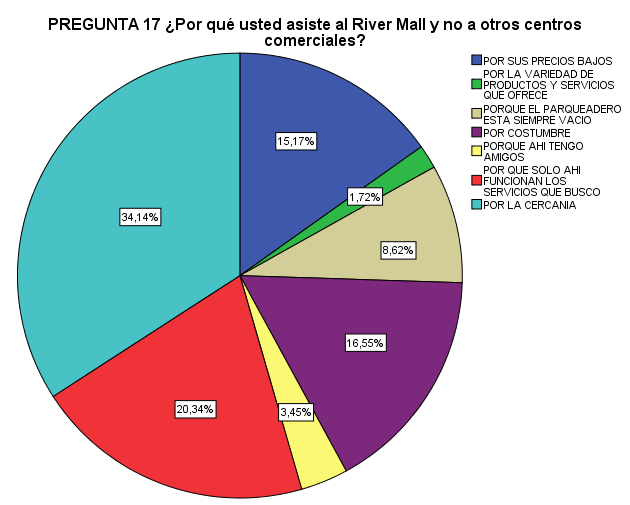 PREGUNTA 17 ¿Por qué usted asiste al River Mall y no a otros centros
comerciales?
POR SUS PRECIOS BAJOS
POR LA VARIEDAD DE
PRODUCTOS Y SERVICIOS
QUE OFRECE
PORQUE EL PARQUEADERO
ESTA SIEMPRE VACIO
POR COSTUMBRE
PORQUE AHI TENGO
AMIGOS
POR QUE SOLO AHI
FUNCIONAN LOS
SERVICIOS QUE BUSCO
POR LA CERCANIA
15,17%
1,72%
8,62%
16,55%
3,45%
20,34%
34,14%